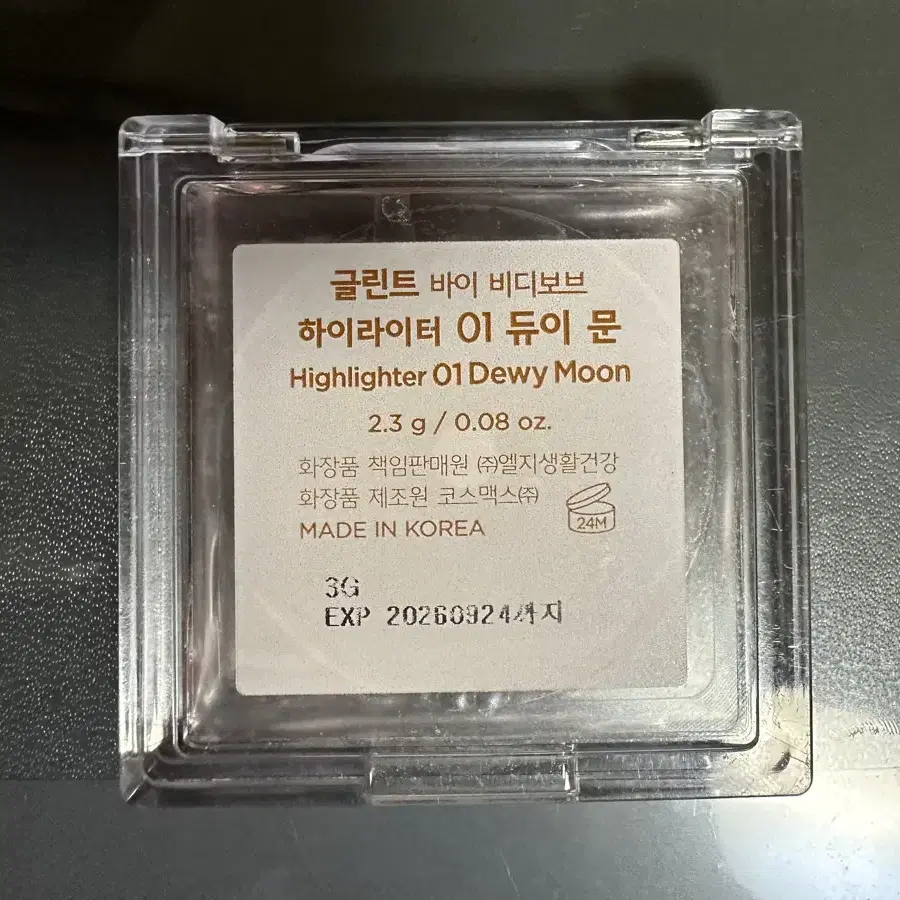 글린트 바이 비디보브
하이라이터 01 듀이 문
Highlighter 01 Dewy Moon
2.3 g / 0.08 oz.
화장품 책임판매원 ㈜엘지생활건강
화장품 제조원 코스맥스㈜
24M
MADE IN KOREA
3G
EXP 20260924까지